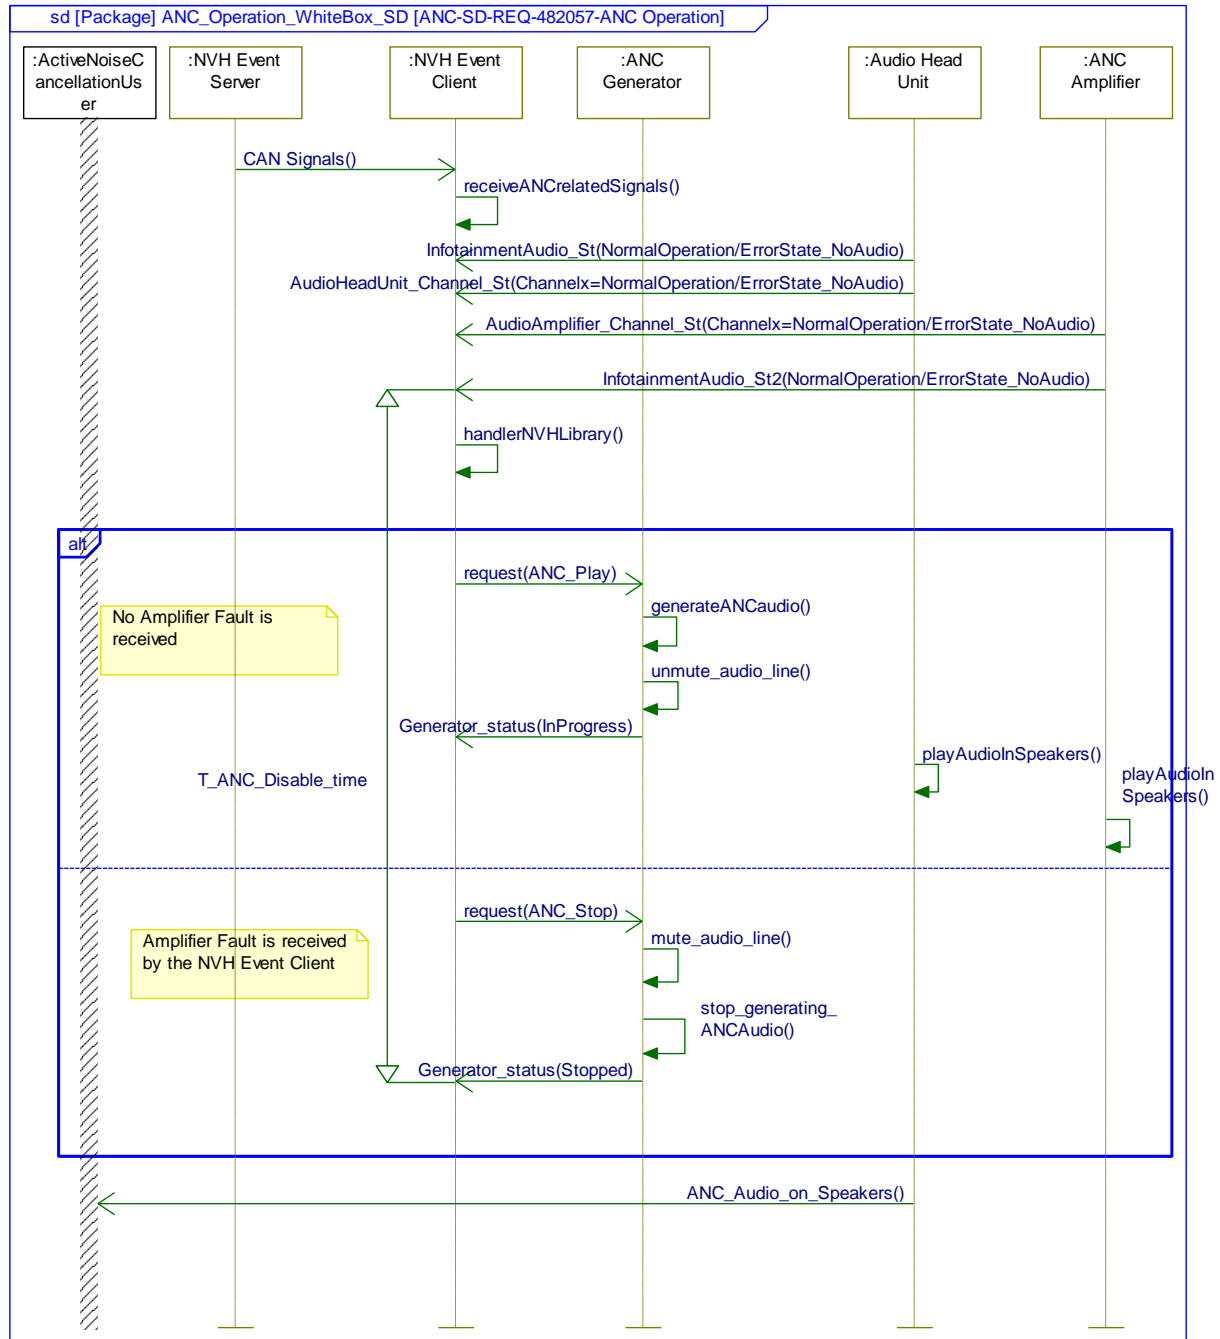 sd [Package] ANC_Operation_WhiteBox_SD [ANC-SD-REQ-482057-ANC Operation]
:ActiveNoiseC
ancellationUs
er
:NVH Event
Server
:NVH Event
Client
:ANC
Generator
:Audio Head
Unit
:ANC
Amplifier
CAN Signals()
receiveANCrelatedSignals()
InfotainmentAudio_St(NormalOperation/ErrorState_NoAudio)
AudioHeadUnit_Channel_St(Channelx=NormalOperation/ErrorState_NoAudio)
AudioAmplifier_Channel_St(Channelx=NormalOperation/ErrorState_NoAudio)
InfotainmentAudio_St2(NormalOperation/ErrorState_NoAudio)
handlerNVHLibrary()
alt
request(ANC_Play)
generateANCaudio()
No Amplifier Fault is
received
unmute_audio_line()
Generator_status(InProgress)
playAudioInSpeakers()
T_ANC_Disable_time
playAudioIn
Speakers()
request(ANC_Stop)
mute_audio_line()
Amplifier Fault is received
by the NVH Event Client
stop_generating_
ANCAudio()
Generator_status(Stopped)
ANC_Audio_on_Speakers()